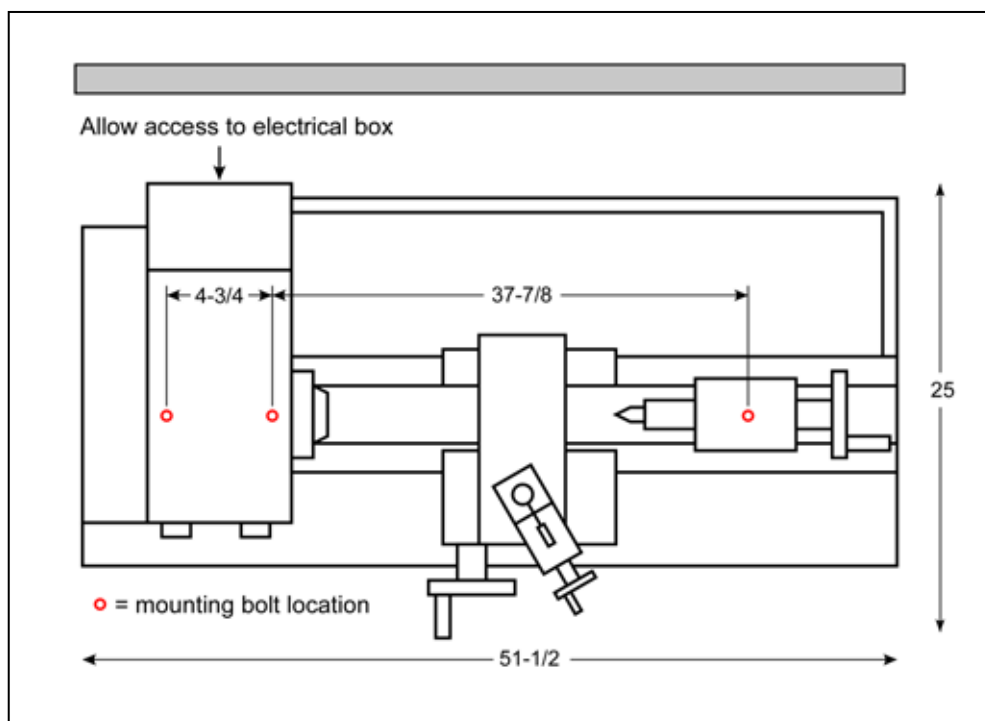 Allow access to electrical box
4-3/4
37-7/8
25
= mounting bolt location
51-1/2